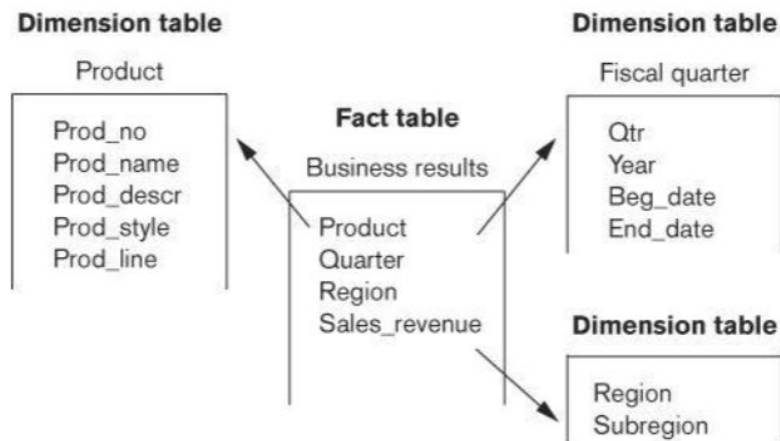 Dimension table
Product
Prod_no
Prod_name
Prod_descr
Prod_style
Prod_line
Fact table
Business results
Product
Quarter
Region
Sales_revenue
Dimension table
Fiscal quarter
Qtr
Year
Beg_date
End_date
Dimension table
Region
Subregion